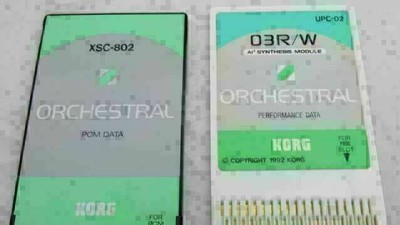 XSC-802
ORCHESTRAL
PCM DATA
KORG
FOR
PCM
UPC-02
03R/W
AI² SYNTHESIS MODULE
ORCHESTRAL
PERFORMANCE DATA
KORG
FOR
PROG
SLOT
© COPYRIGHT 1992 KORG